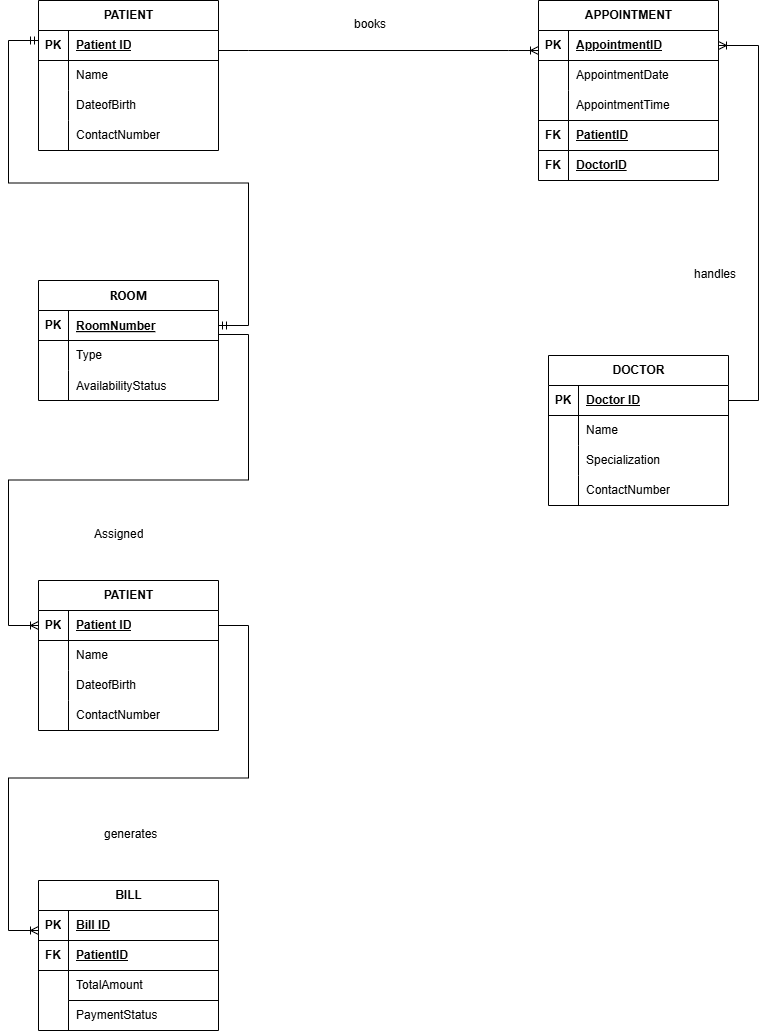 PATIENT
PK Patient ID
Name
DateofBirth
ContactNumber
books
APPOINTMENT
PK AppointmentID
AppointmentDate
AppointmentTime
FK PatientID
FK DoctorID
handles
ROOM
PK RoomNumber
Type
AvailabilityStatus
DOCTOR
PK Doctor ID
Name
Specialization
ContactNumber
Assigned
PATIENT
PK Patient ID
Name
DateofBirth
ContactNumber
generates
BILL
PK Bill ID
FK PatientID
TotalAmount
PaymentStatus